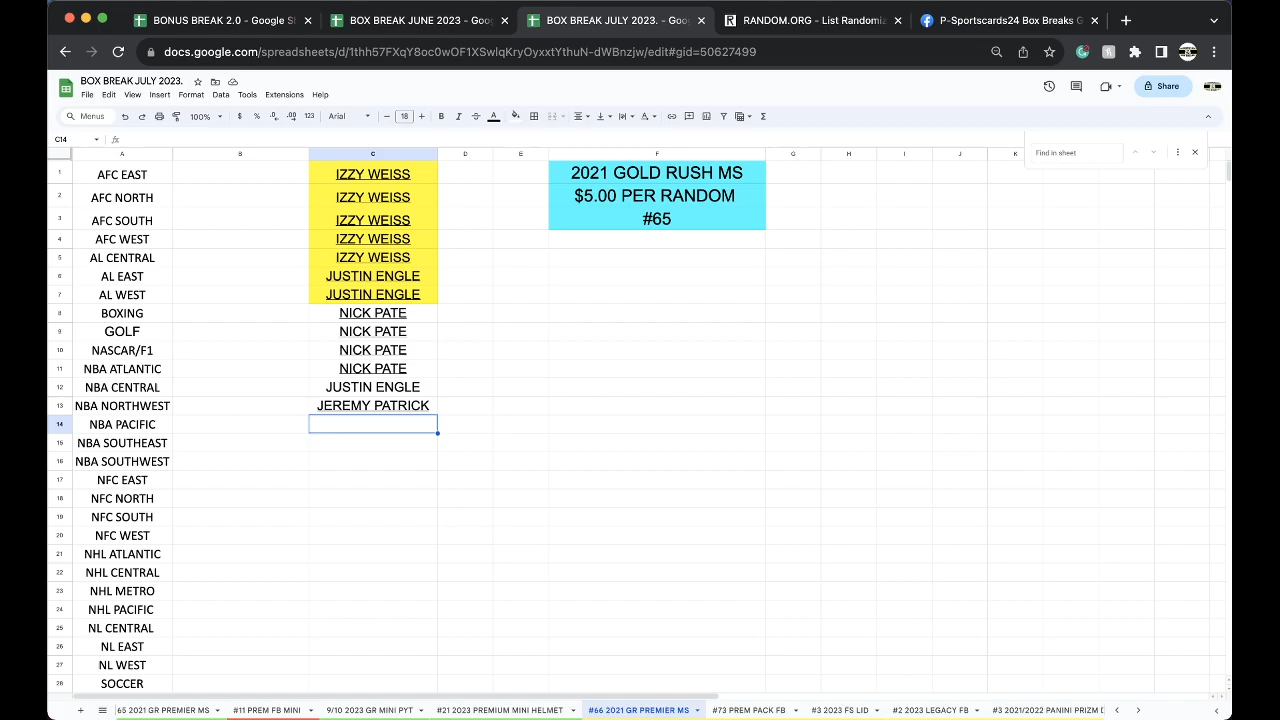 BONUS BREAK 2.0 - Google Sh
BOX BREAK JUNE 2023 - Goog
BOX BREAK JULY 2023. - Goo
RANDOM.ORG - List Randomiz
P-Sportscards24 Box Breaks G
docs.google.com/spreadsheets/d/1thh57FXqY8oc0wOF1XSwlqKryOyxxtYthuN-dWBnzjw/edit#gid=50627499
BOX BREAK JULY 2023.
File Edit View Insert Format Data Tools Extensions Help
Share
Menus 100% $ % .0 .00 123 Arial 18 B I S A
C14 fx
Find in sheet
A B C D E F G H I J K
1 AFC EAST IZZY WEISS 2021 GOLD RUSH MS
2 AFC NORTH IZZY WEISS $5.00 PER RANDOM
3 AFC SOUTH IZZY WEISS #65
4 AFC WEST IZZY WEISS
5 AL CENTRAL IZZY WEISS
6 AL EAST JUSTIN ENGLE
7 AL WEST JUSTIN ENGLE
8 BOXING NICK PATE
9 GOLF NICK PATE
10 NASCAR/F1 NICK PATE
11 NBA ATLANTIC NICK PATE
12 NBA CENTRAL JUSTIN ENGLE
13 NBA NORTHWEST JEREMY PATRICK
14 NBA PACIFIC
15 NBA SOUTHEAST
16 NBA SOUTHWEST
17 NFC EAST
18 NFC NORTH
19 NFC SOUTH
20 NFC WEST
21 NHL ATLANTIC
22 NHL CENTRAL
23 NHL METRO
24 NHL PACIFIC
25 NL CENTRAL
26 NL EAST
27 NL WEST
28 SOCCER
65 2021 GR PREMIER MS #11 PREM FB MINI 9/10 2023 GR MINI PYT #21 2023 PREMIUM MINI HELMET #66 2021 GR PREMIER MS #73 PREM PACK FB #3 2023 FS LID #2 2023 LEGACY FB #3 2021/2022 PANINI PRIZM D